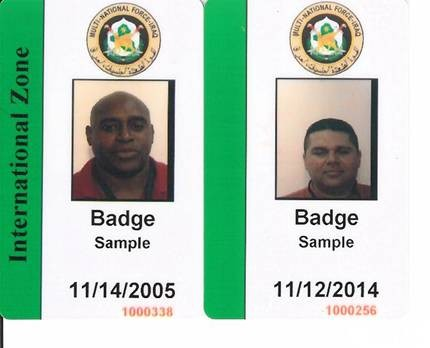 International Zone
MULTI-NATIONAL FORCE-IRAQ
Badge
Sample
11/14/2005
1000338
MULTI-NATIONAL FORCE-IRAQ
Badge
Sample
11/12/2014
1000256